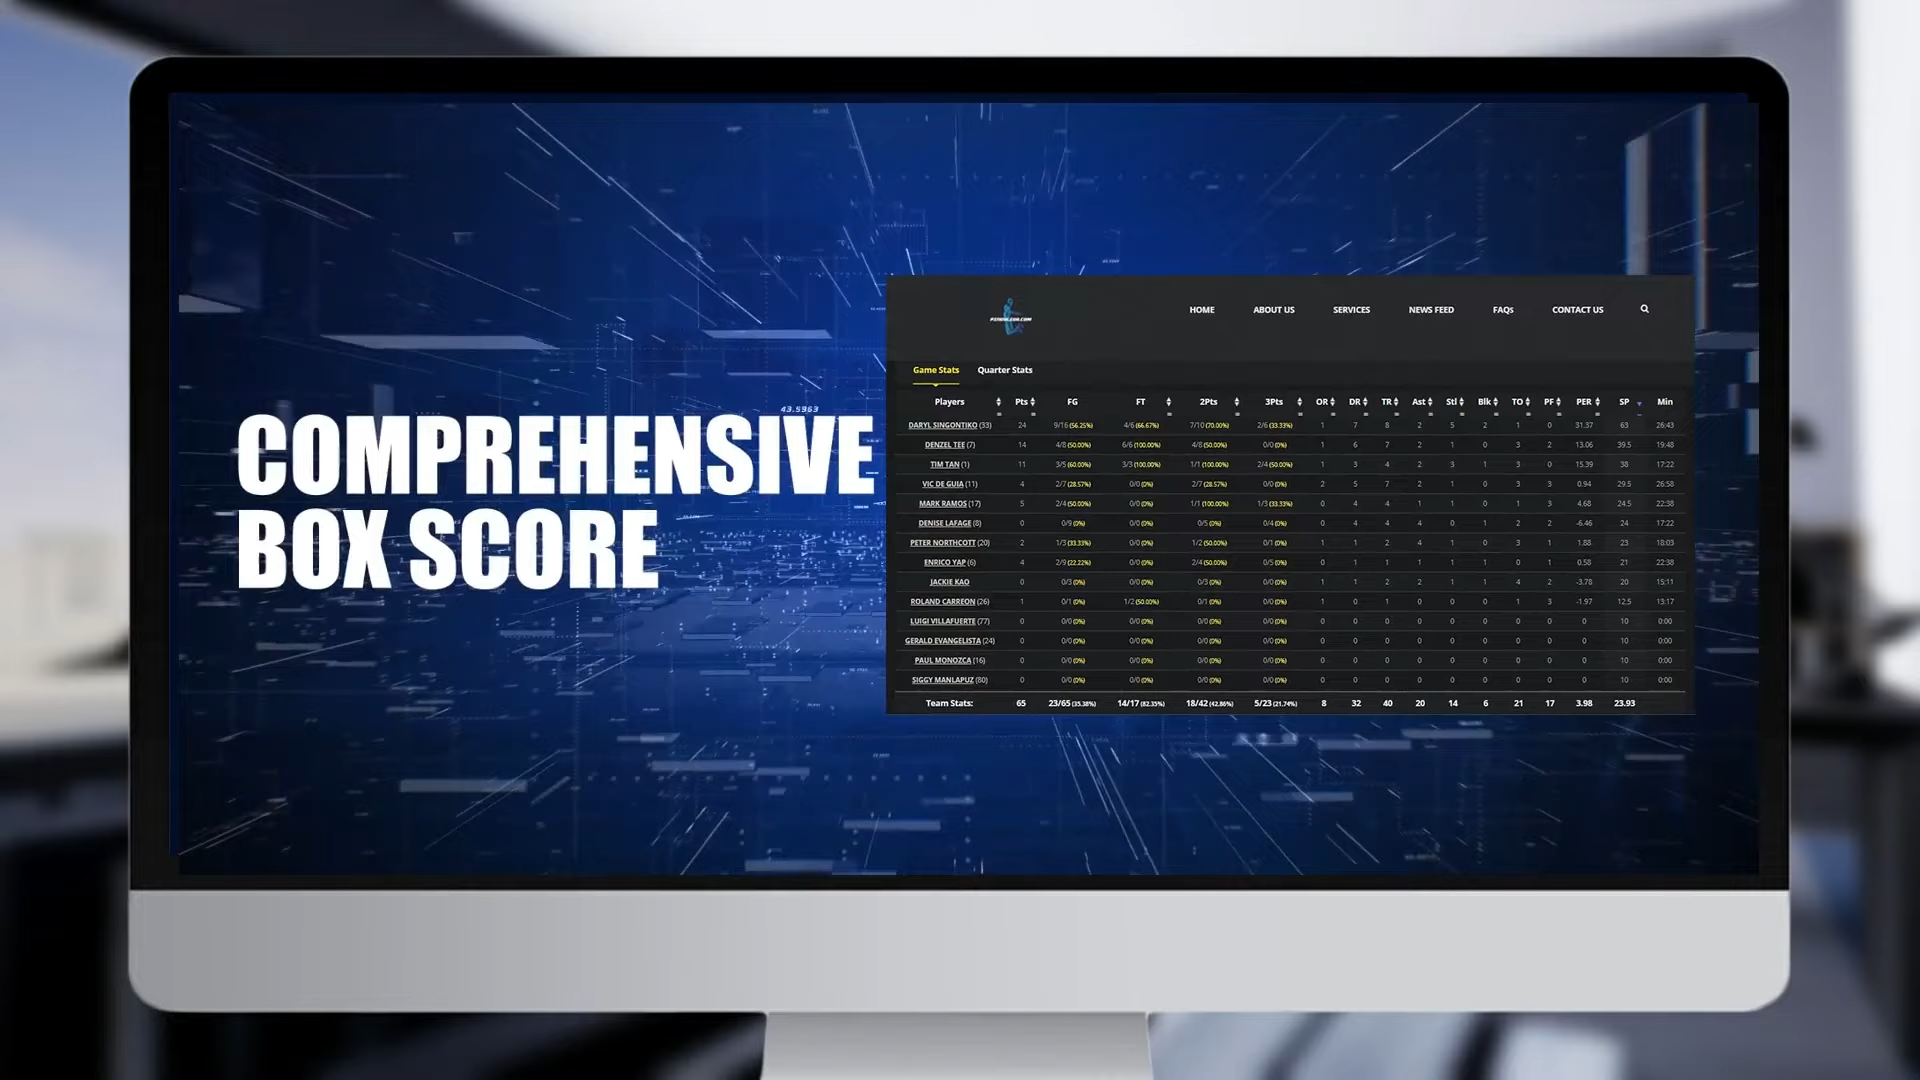 COMPREHENSIVE
BOX SCORE
43.5963
HOME ABOUT US SERVICES NEWS FEED FAQs CONTACT US
Game Stats Quarter Stats
Players Pts FG FT 2Pts 3Pts OR DR TR Ast Stl Blk TO PF PER SP Min
DARYL SINGONTIKO (33) 24 9/16 (56.25%) 4/6 (66.67%) 7/10 (70.00%) 2/6 (33.33%) 1 7 8 2 5 2 1 0 31.37 63 26:43
DENZEL TEE (7) 14 4/8 (50.00%) 6/6 (100.00%) 4/8 (50.00%) 0/0 (0%) 1 6 7 2 1 0 3 2 13.06 39.5 19:48
TIM TAN (1) 11 3/5 (60.00%) 3/3 (100.00%) 1/1 (100.00%) 2/4 (50.00%) 1 3 4 2 3 1 3 0 15.39 38 17:22
VIC DE GUIA (11) 4 2/7 (28.57%) 0/0 (0%) 2/7 (28.57%) 0/0 (0%) 2 5 7 2 1 0 3 3 0.94 29.5 26:58
MARK RAMOS (17) 5 2/4 (50.00%) 0/0 (0%) 1/1 (100.00%) 1/3 (33.33%) 0 4 4 1 1 0 1 3 4.68 24.5 22:38
DENISE LAFAGE (8) 0 0/9 (0%) 0/0 (0%) 0/5 (0%) 0/4 (0%) 0 4 4 4 0 1 2 2 -6.46 24 17:22
PETER NORTHCOTT (20) 2 1/3 (33.33%) 0/0 (0%) 1/2 (50.00%) 0/1 (0%) 1 1 2 4 1 0 3 1 1.88 23 18:03
ENRICO YAP (6) 4 2/9 (22.22%) 0/0 (0%) 2/4 (50.00%) 0/5 (0%) 0 1 1 1 1 1 0 1 0.58 21 22:38
JACKIE KAO 0 0/3 (0%) 0/0 (0%) 0/3 (0%) 0/0 (0%) 1 1 2 2 1 1 4 2 -3.78 20 15:11
ROLAND CARREON (26) 1 0/1 (0%) 1/2 (50.00%) 0/1 (0%) 0/0 (0%) 1 0 1 0 0 0 1 3 -1.97 12.5 13:17
LUIGI VILLAFUERTE (77) 0 0/0 (0%) 0/0 (0%) 0/0 (0%) 0/0 (0%) 0 0 0 0 0 0 0 0 0 10 0:00
GERALD EVANGELISTA (24) 0 0/0 (0%) 0/0 (0%) 0/0 (0%) 0/0 (0%) 0 0 0 0 0 0 0 0 0 10 0:00
PAUL MONOZCA (16) 0 0/0 (0%) 0/0 (0%) 0/0 (0%) 0/0 (0%) 0 0 0 0 0 0 0 0 0 10 0:00
SIGGY MANLAPUZ (80) 0 0/0 (0%) 0/0 (0%) 0/0 (0%) 0/0 (0%) 0 0 0 0 0 0 0 0 0 10 0:00
Team Stats: 65 23/65 (35.38%) 14/17 (82.35%) 18/42 (42.86%) 5/23 (21.74%) 8 32 40 20 14 6 21 17 3.98 23.93